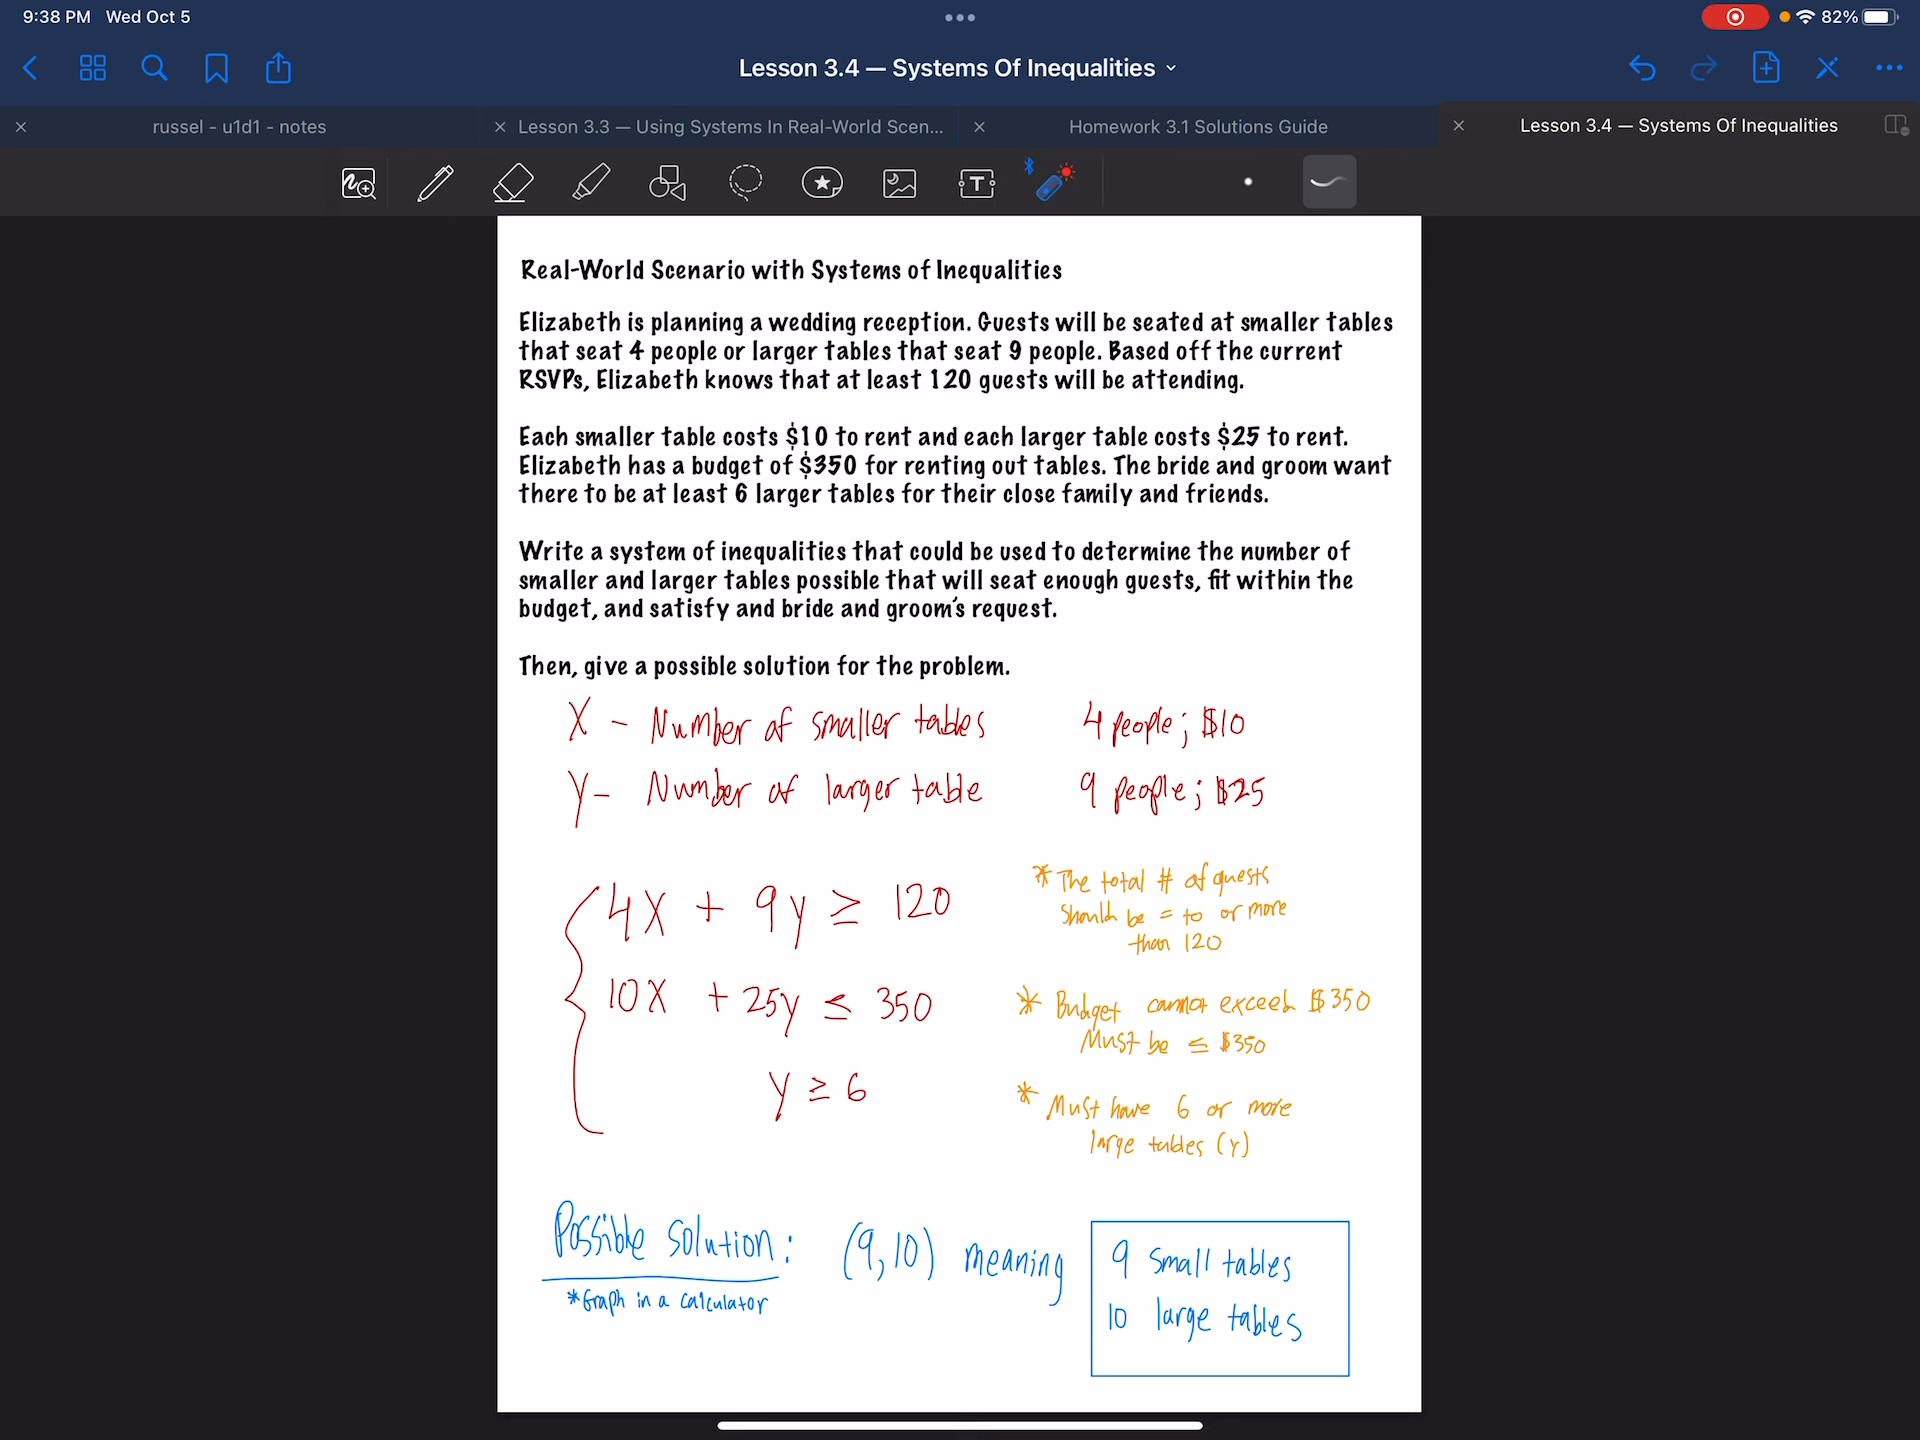 9:38 PM Wed Oct 5
82%
Lesson 3.4 — Systems Of Inequalities
russel - u1d1 - notes
Lesson 3.3 — Using Systems In Real-World Scen...
Homework 3.1 Solutions Guide
Lesson 3.4 — Systems Of Inequalities
Real-World Scenario with Systems of Inequalities
Elizabeth is planning a wedding reception. Guests will be seated at smaller tables
that seat 4 people or larger tables that seat 9 people. Based off the current
RSVPs, Elizabeth knows that at least 120 guests will be attending.
Each smaller table costs $10 to rent and each larger table costs $25 to rent.
Elizabeth has a budget of $350 for renting out tables. The bride and groom want
there to be at least 6 larger tables for their close family and friends.
Write a system of inequalities that could be used to determine the number of
smaller and larger tables possible that will seat enough guests, fit within the
budget, and satisfy and bride and groom's request.
Then, give a possible solution for the problem.
X - Number of smaller tables 4 people; $10
Y - Number of larger table 9 people; $25
4X + 9y ≥ 120
* The total # of guests
should be = to or more
than 120
10X + 25y ≤ 350
* Budget cannot exceed $350
Must be ≤ $350
y ≥ 6
* Must have 6 or more
large tables (Y)
Possible solution: (9,10) meaning
9 small tables
10 large tables
*Graph in a calculator